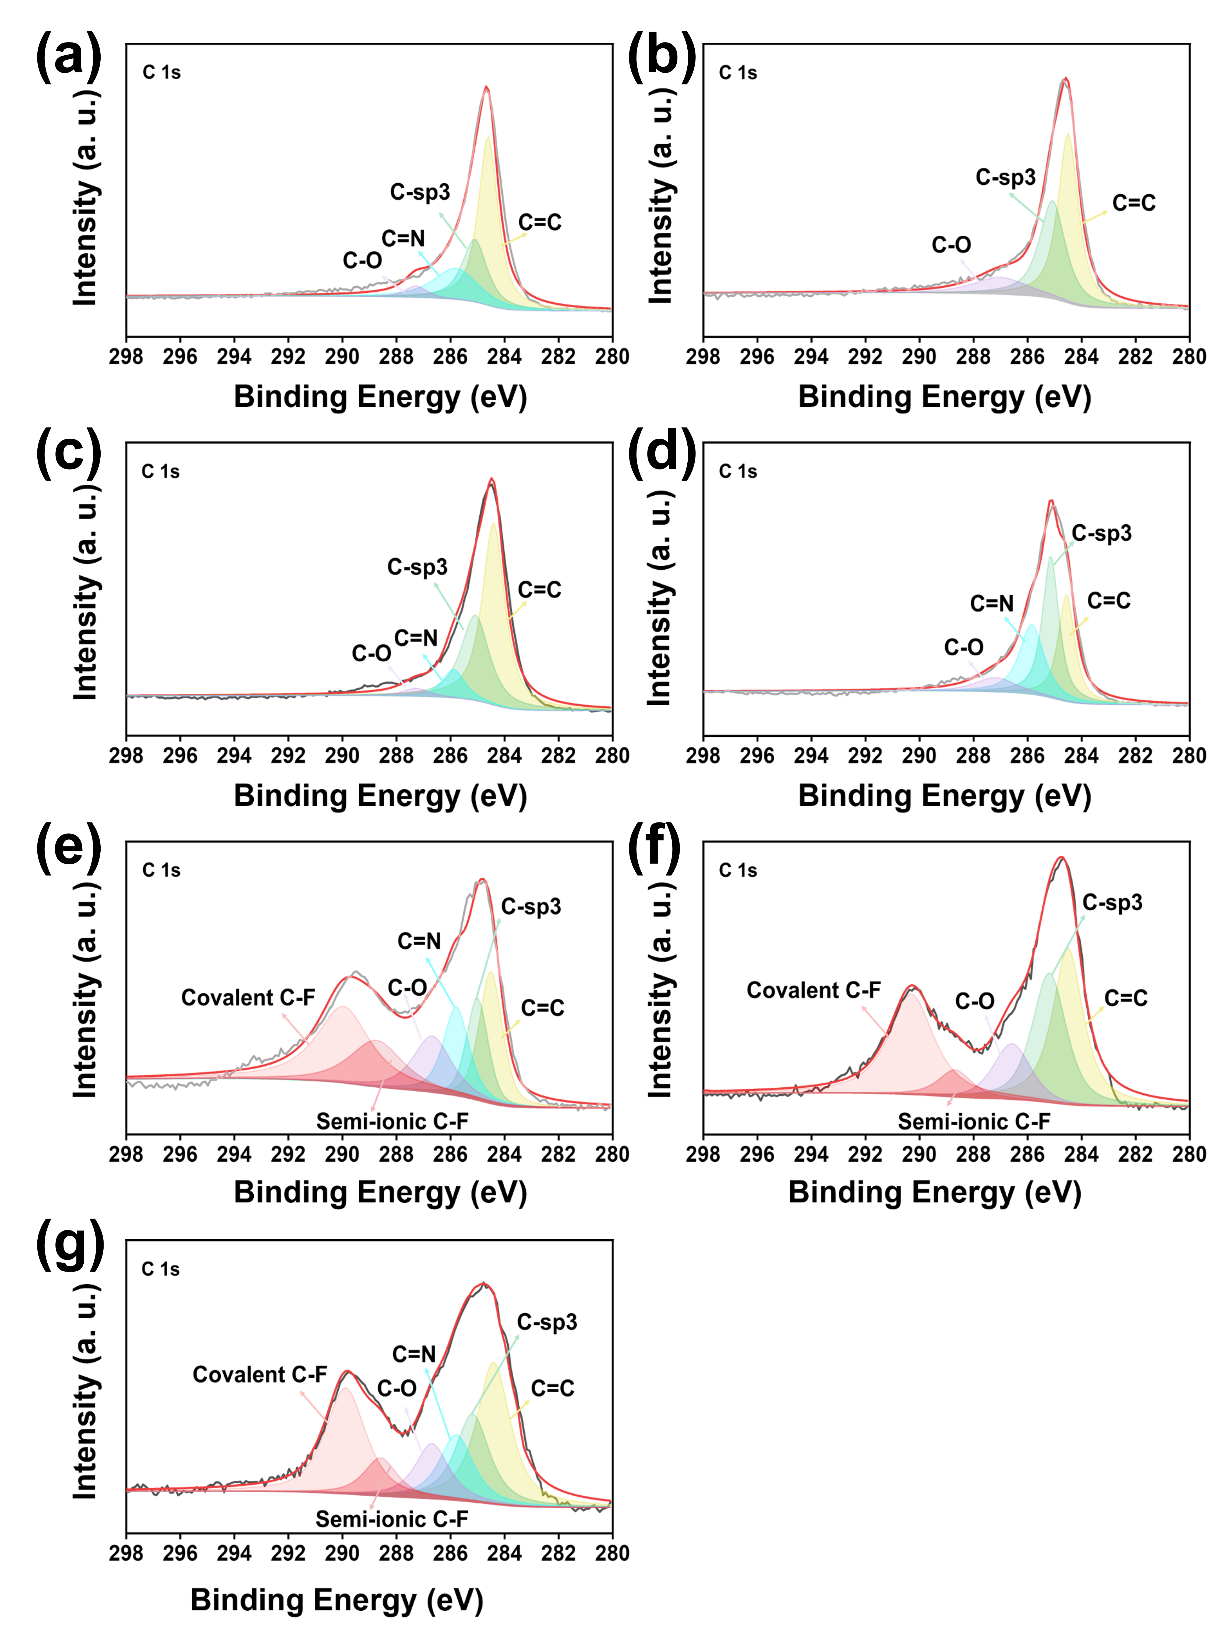 (a)
C 1s
C-sp3
C=N
C-O
C=C
Intensity (a. u.)
298 296 294 292 290 288 286 284 282 280
Binding Energy (eV)
(b)
C 1s
C-sp3
C-O
C=C
Intensity (a. u.)
298 296 294 292 290 288 286 284 282 280
Binding Energy (eV)
(c)
C 1s
C-sp3
C=C
C=N
C-O
Intensity (a. u.)
298 296 294 292 290 288 286 284 282 280
Binding Energy (eV)
(d)
C 1s
C-sp3
C=N
C=C
C-O
Intensity (a. u.)
298 296 294 292 290 288 286 284 282 280
Binding Energy (eV)
(e)
C 1s
C-sp3
C=N
C-O
Covalent C-F
C=C
Semi-ionic C-F
Intensity (a. u.)
298 296 294 292 290 288 286 284 282 280
Binding Energy (eV)
(f)
C 1s
C-sp3
Covalent C-F
C-O
C=C
Semi-ionic C-F
Intensity (a. u.)
298 296 294 292 290 288 286 284 282 280
Binding Energy (eV)
(g)
C 1s
C-sp3
C=N
Covalent C-F
C-O
C=C
Semi-ionic C-F
Intensity (a. u.)
298 296 294 292 290 288 286 284 282 280
Binding Energy (eV)